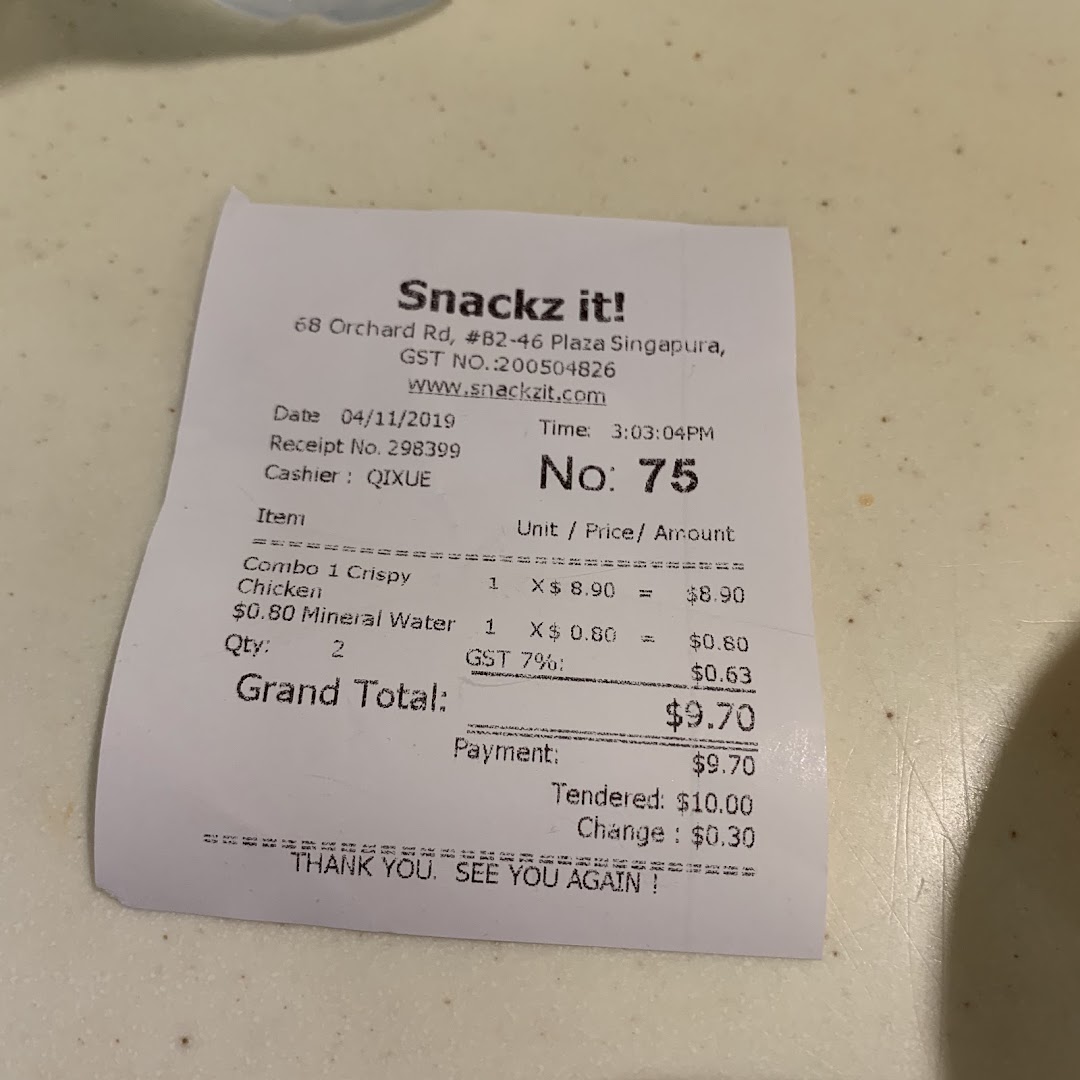 Snackz it!
68 Orchard Rd, #B2-46 Plaza Singapura,
GST NO.:200504826
www.snackzit.com
Date 04/11/2019 Time: 3:03:04PM
Receipt No. 298399
Cashier : QIXUE No: 75
Item Unit / Price/ Amount
Combo 1 Crispy 1 X$ 8.90 = $8.90
Chicken
$0.80 Mineral Water 1 X$ 0.80 = $0.80
Qty: 2 GST 7%: $0.63
Grand Total: $9.70
Payment: $9.70
Tendered: $10.00
Change : $0.30
THANK YOU. SEE YOU AGAIN !